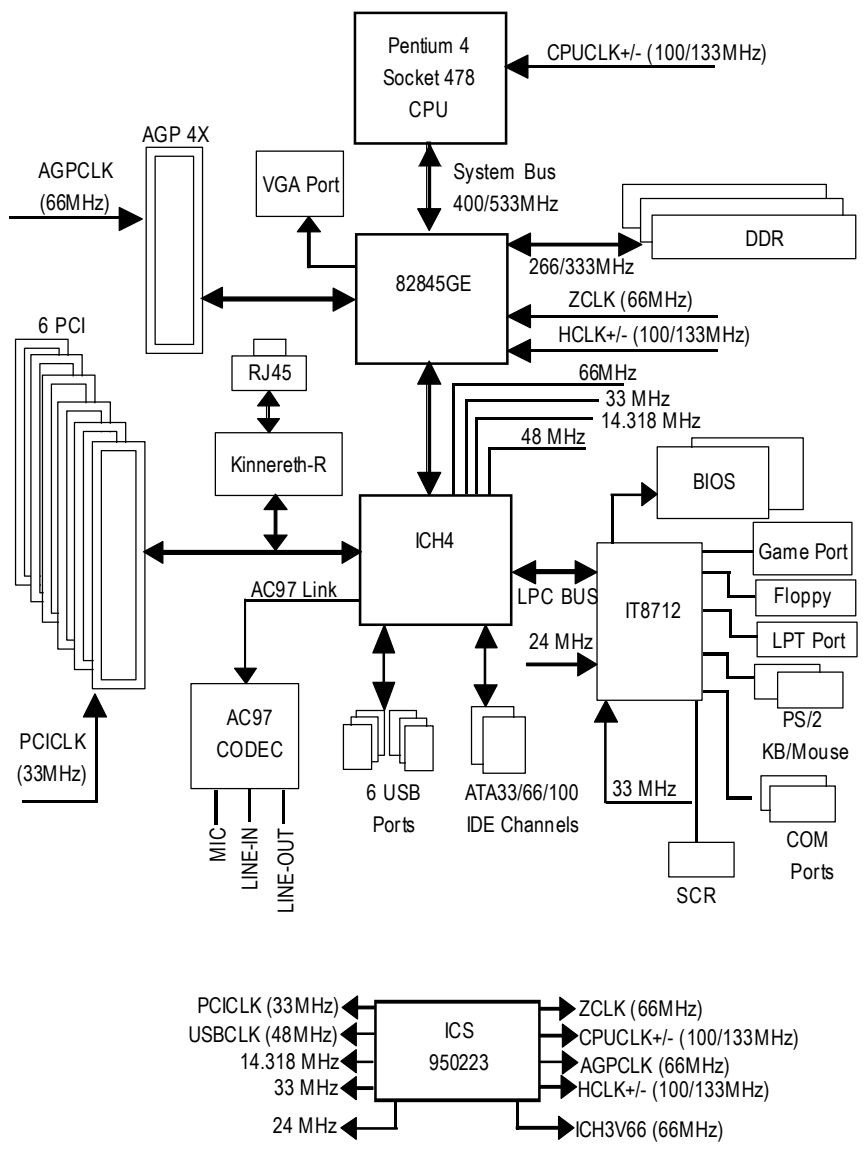 Pentium 4
Socket 478
CPU
CPUCLK+/- (100/133MHz)
AGP 4X
AGPCLK
(66MHz)
VGA Port
System Bus
400/533MHz
DDR
266/333MHz
82845GE
ZCLK (66MHz)
HCLK+/- (100/133MHz)
6 PCI
RJ45
66MHz
33 MHz
14.318 MHz
48 MHz
Kinnereth-R
BIOS
ICH4
Game Port
AC97 Link
LPC BUS
IT8712
Floppy
LPT Port
24 MHz
PS/2
KB/Mouse
AC97
CODEC
PCICLK
(33MHz)
6 USB
Ports
ATA33/66/100
IDE Channels
33 MHz
MIC
LINE-IN
LINE-OUT
COM
Ports
SCR
PCICLK (33MHz)
USBCLK (48MHz)
14.318 MHz
33 MHz
24 MHz
ICS
950223
ZCLK (66MHz)
CPUCLK+/- (100/133MHz)
AGPCLK (66MHz)
HCLK+/- (100/133MHz)
ICH3V66 (66MHz)